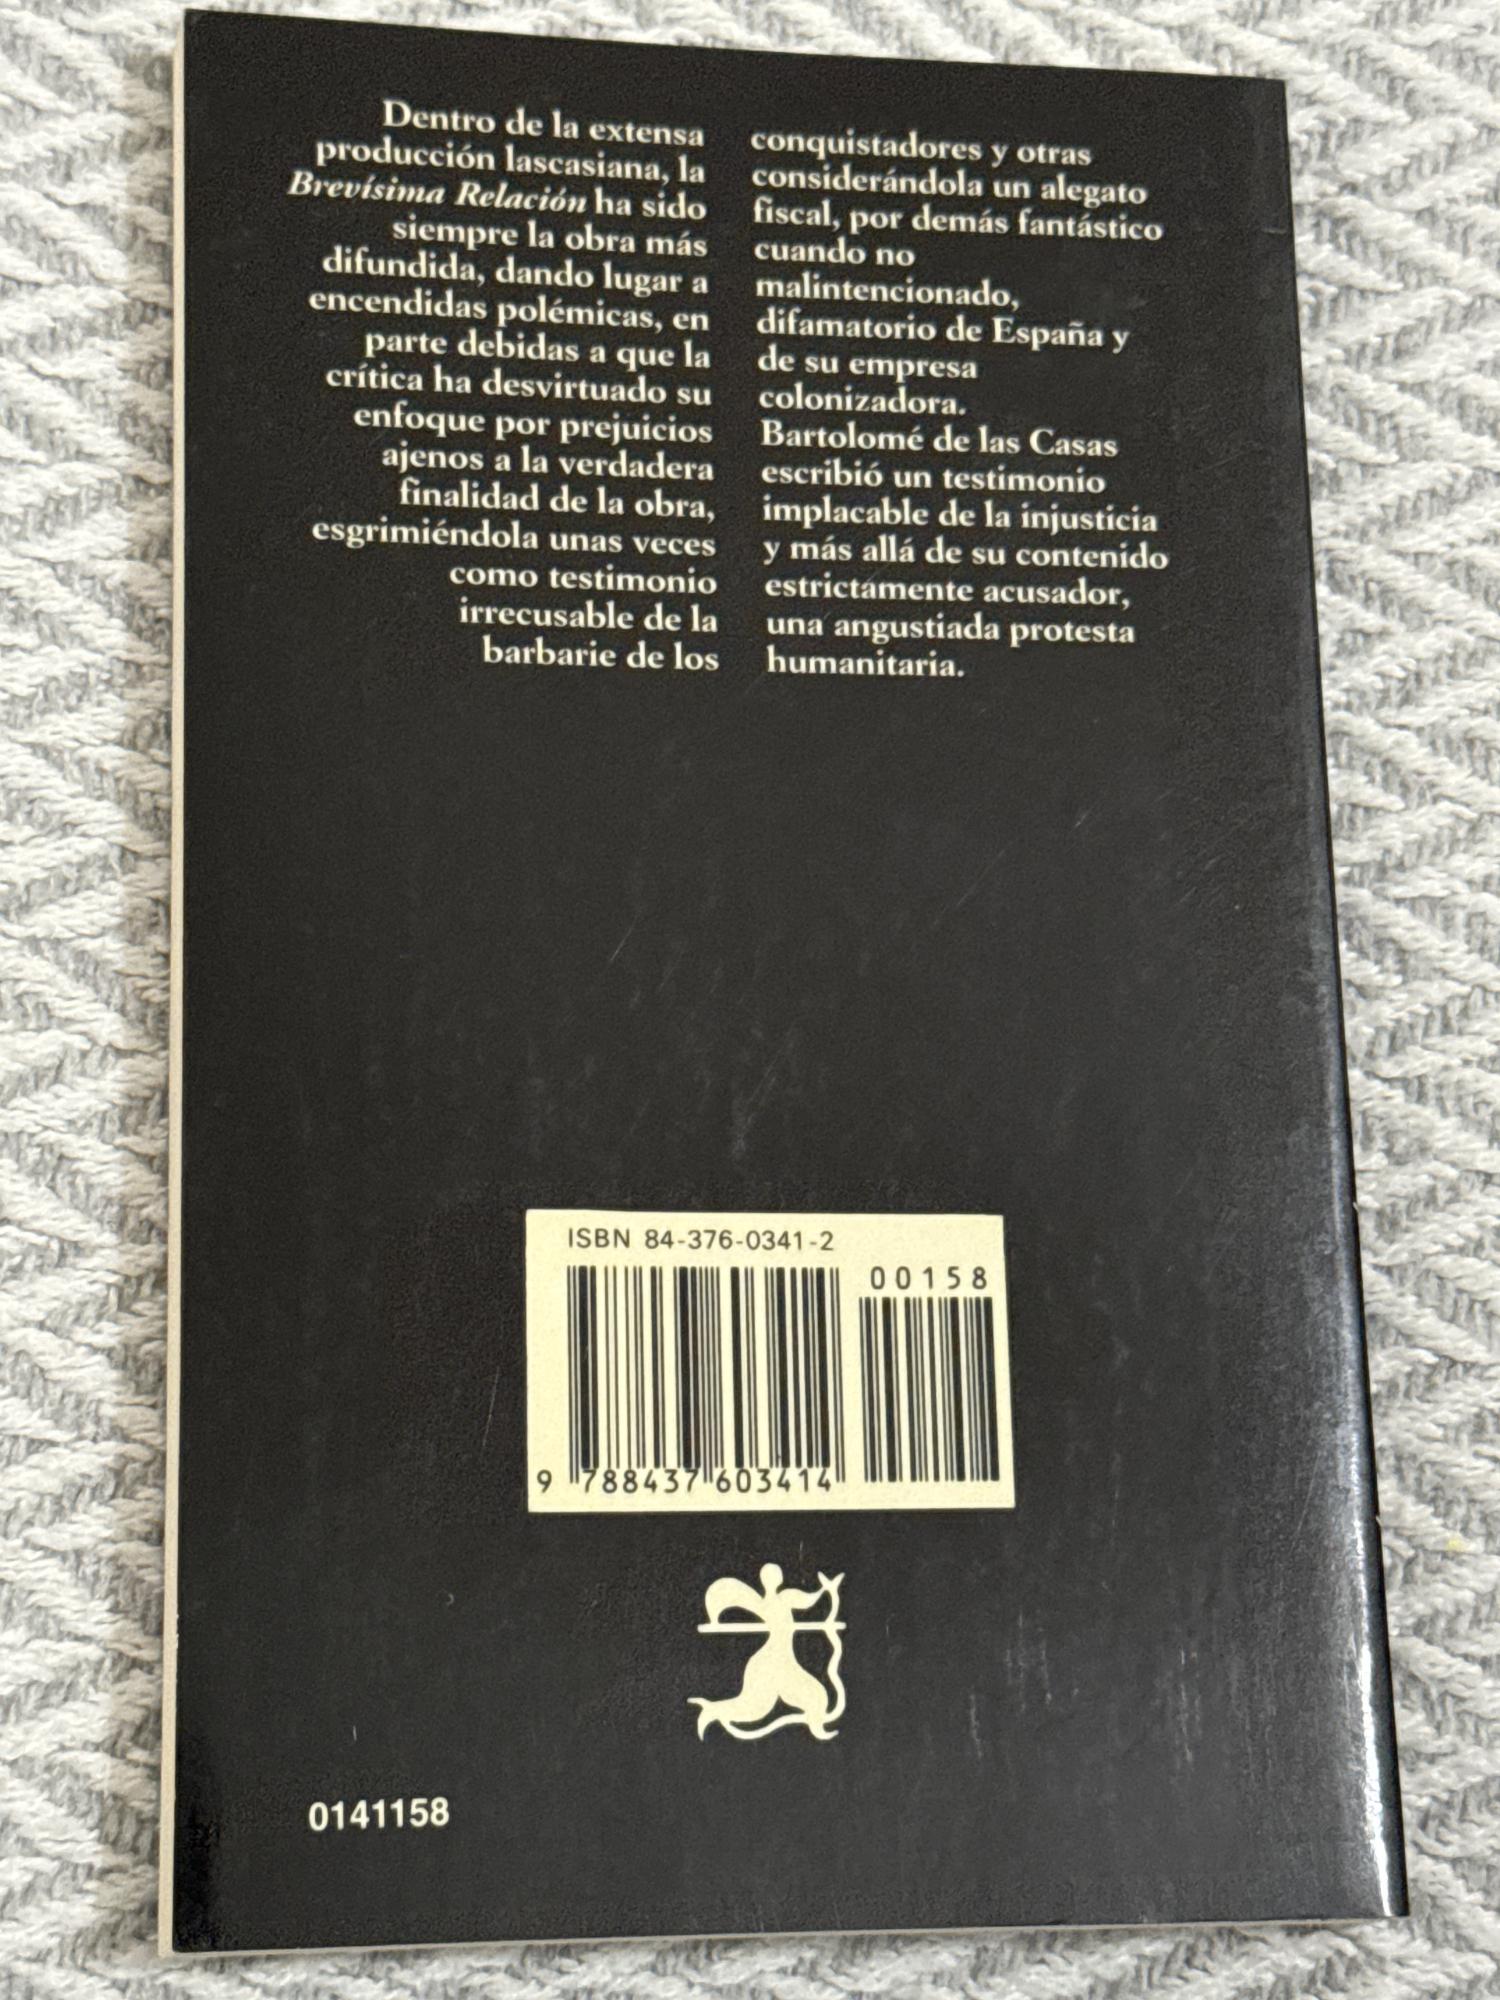 Dentro de la extensa
producción lascasiana, la
Brevísima Relación ha sido
siempre la obra más
difundida, dando lugar a
encendidas polémicas, en
parte debidas a que la
crítica ha desvirtuado su
enfoque por prejuicios
ajenos a la verdadera
finalidad de la obra,
esgrimiéndola unas veces
como testimonio
irrecusable de la
barbarie de los
conquistadores y otras
considerándola un alegato
fiscal, por demás fantástico
cuando no
malintencionado,
difamatorio de España y
de su empresa
colonizadora.
Bartolomé de las Casas
escribió un testimonio
implacable de la injusticia
y más allá de su contenido
estrictamente acusador,
una angustiada protesta
humanitaria.
ISBN 84-376-0341-2
00158
9 788437 603414
0141158